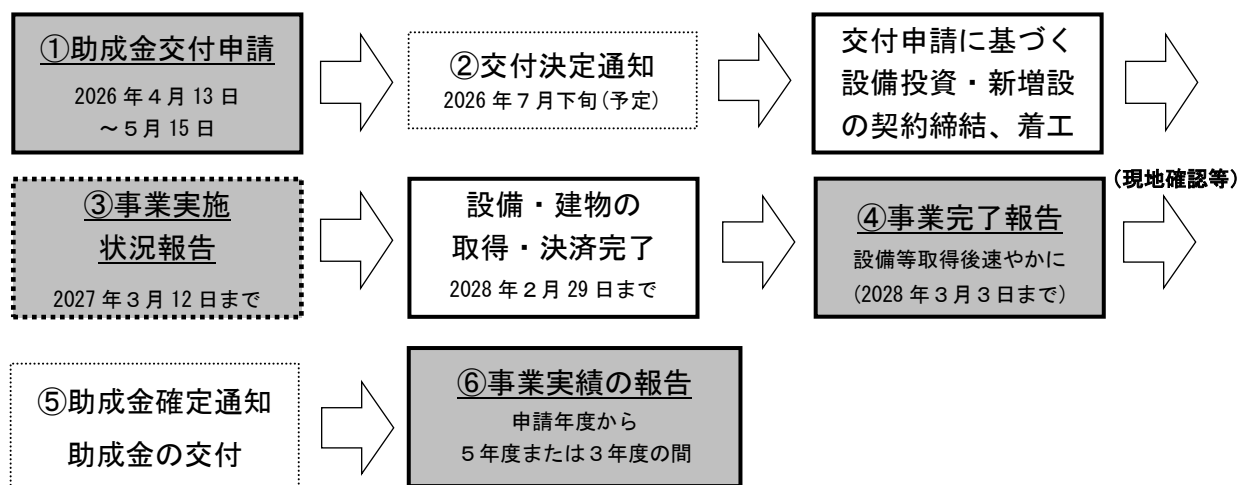 ①助成金交付申請
2026年4月13日
～5月15日
②交付決定通知
2026年7月下旬(予定)
交付申請に基づく
設備投資・新増設
の契約締結、着工
③事業実施
状況報告
2027年3月12日まで
設備・建物の
取得・決済完了
2028年2月29日まで
④事業完了報告
設備等取得後速やかに
(2028年3月3日まで)
(現地確認等)
⑤助成金確定通知
助成金の交付
⑥事業実績の報告
申請年度から
5年度または3年度の間